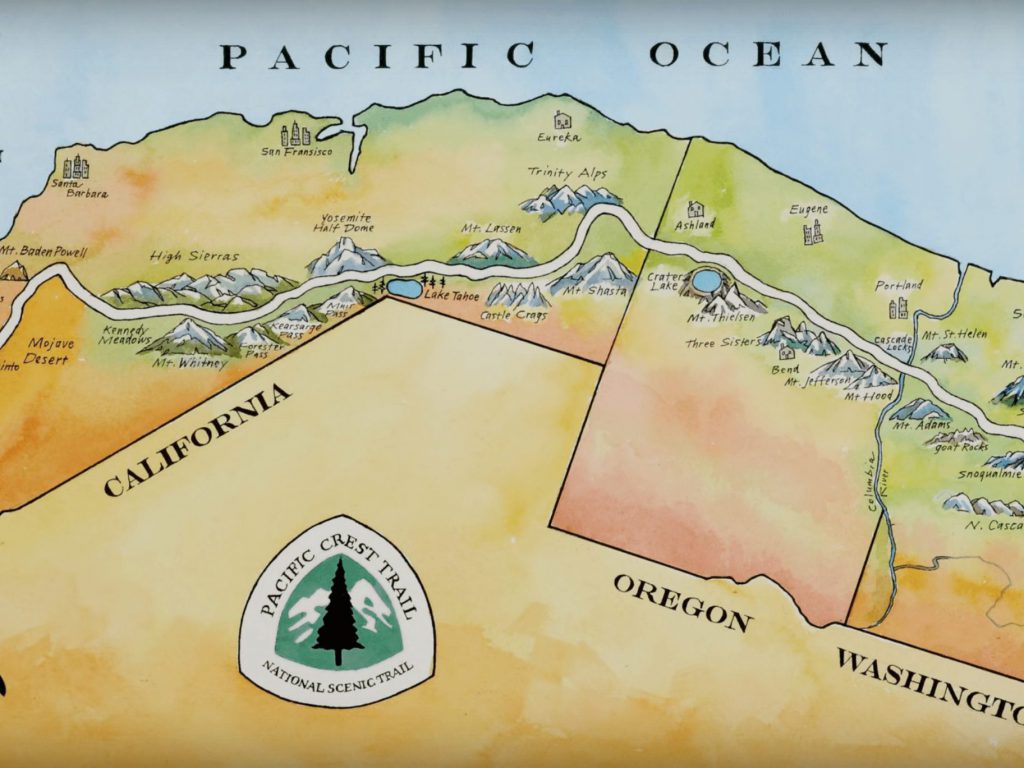 PACIFIC OCEAN
Eureka
San Fransisco
Santa
Barbara
Trinity Alps
Ashland
Eugene
Yosemite
Half Dome
Mt. Lassen
Mt. Baden Powell
High Sierras
Crater
Lake
Portland
Lake Tahoe
Mt. Shasta
Castle Crags
Muir
Pass
Mt. Thielsen
Kennedy
Meadows
Kearsarge
Pass
Forester
Pass
Mt. Whitney
Mojave
Desert
into
Three Sisters
Cascade
Locks
Mt. St. Helen
Bend
Mt. Jefferson
Mt Hood
Mt.
Mt. Adams
goat Rocks
Snoqualmie
Columbia
River
N. Casca
CALIFORNIA
OREGON
WASHINGTO
PACIFIC CREST TRAIL
NATIONAL SCENIC TRAIL